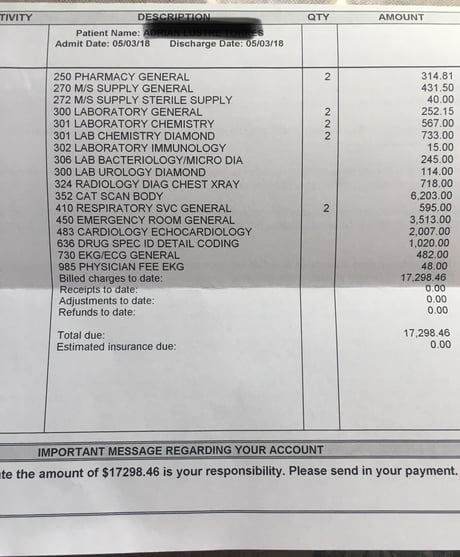 TIVITY DESCRIPTION QTY AMOUNT
Patient Name:
Admit Date: 05/03/18 Discharge Date: 05/03/18
250 PHARMACY GENERAL 2 314.81
270 M/S SUPPLY GENERAL 431.50
272 M/S SUPPLY STERILE SUPPLY 40.00
300 LABORATORY GENERAL 2 252.15
301 LABORATORY CHEMISTRY 2 567.00
301 LAB CHEMISTRY DIAMOND 2 733.00
302 LABORATORY IMMUNOLOGY 15.00
306 LAB BACTERIOLOGY/MICRO DIA 245.00
300 LAB UROLOGY DIAMOND 114.00
324 RADIOLOGY DIAG CHEST XRAY 718.00
352 CAT SCAN BODY 6,203.00
410 RESPIRATORY SVC GENERAL 2 595.00
450 EMERGENCY ROOM GENERAL 3,513.00
483 CARDIOLOGY ECHOCARDIOLOGY 2,007.00
636 DRUG SPEC ID DETAIL CODING 1,020.00
730 EKG/ECG GENERAL 482.00
985 PHYSICIAN FEE EKG 48.00
Billed charges to date: 17,298.46
Receipts to date: 0.00
Adjustments to date: 0.00
Refunds to date: 0.00
Total due: 17,298.46
Estimated insurance due: 0.00
IMPORTANT MESSAGE REGARDING YOUR ACCOUNT
te the amount of $17298.46 is your responsibility. Please send in your payment.